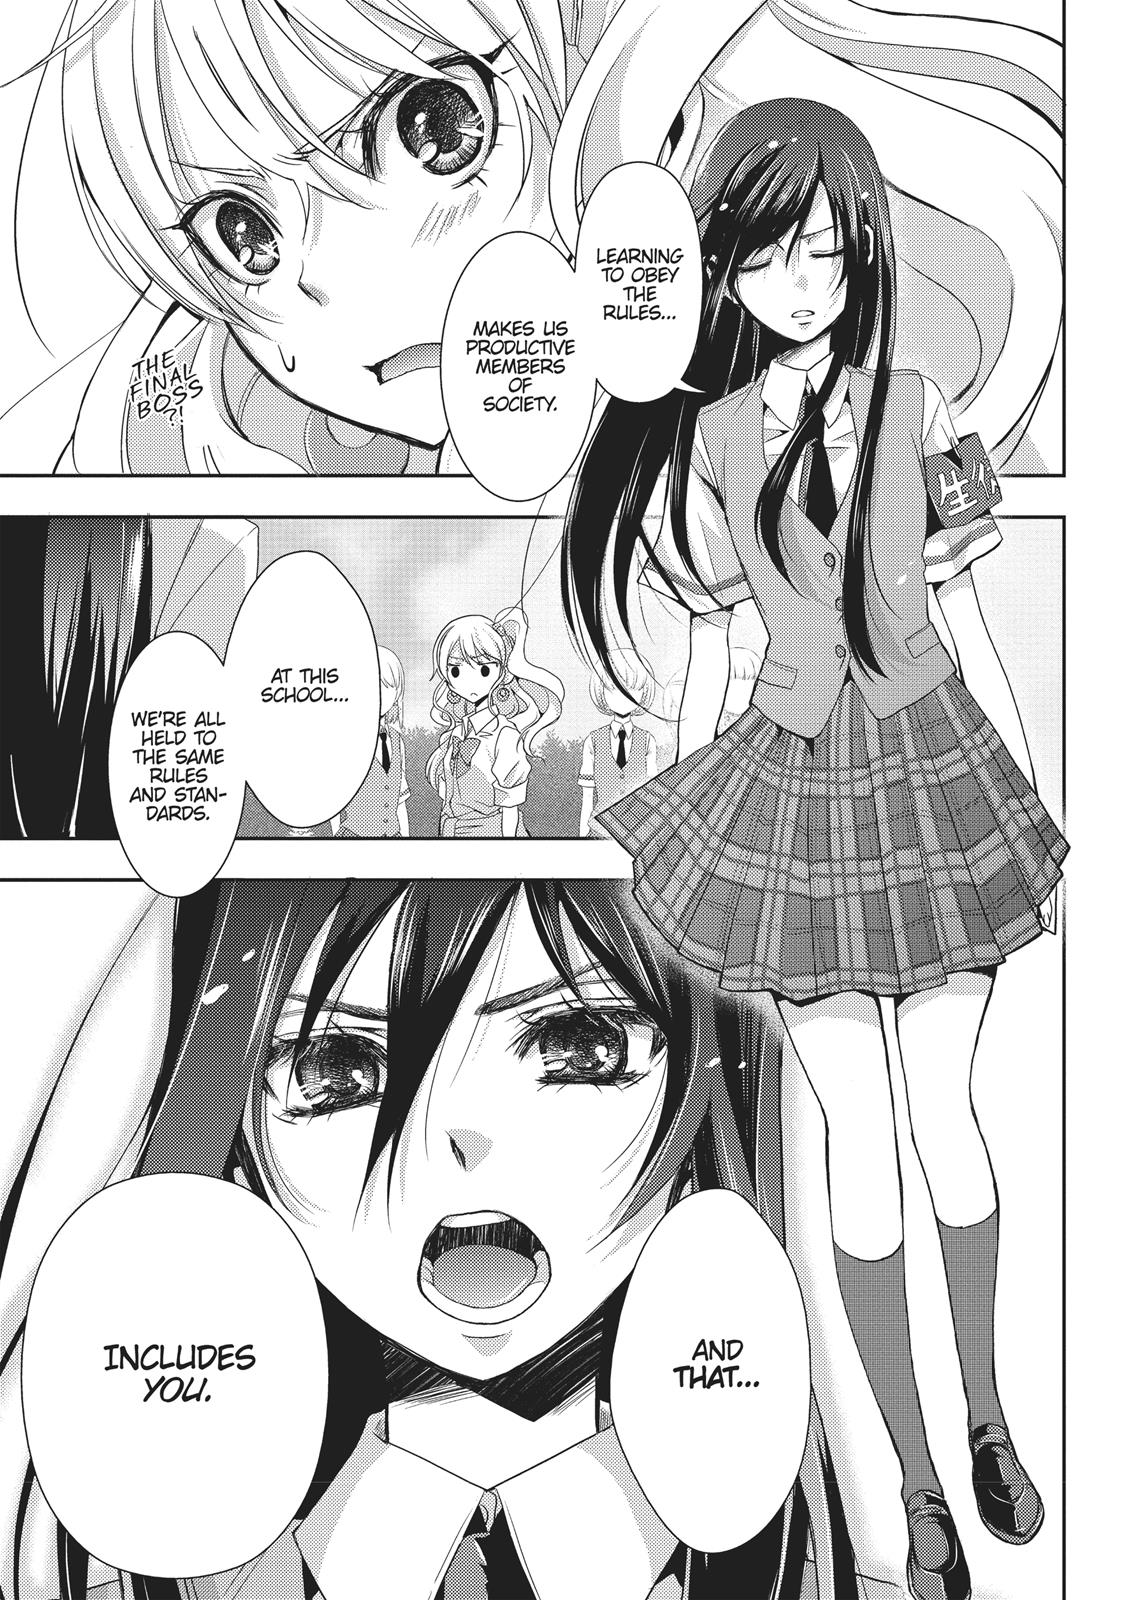 LEARNING
TO OBEY
THE
RULES...
MAKES US
PRODUCTIVE
MEMBERS
OF
SOCIETY.
THE
FINAL
BOSS
?!
生
AT THIS
SCHOOL...
WE'RE ALL
HELD TO
THE SAME
RULES
AND STAN-
DARDS.
AND
THAT...
INCLUDES
YOU.